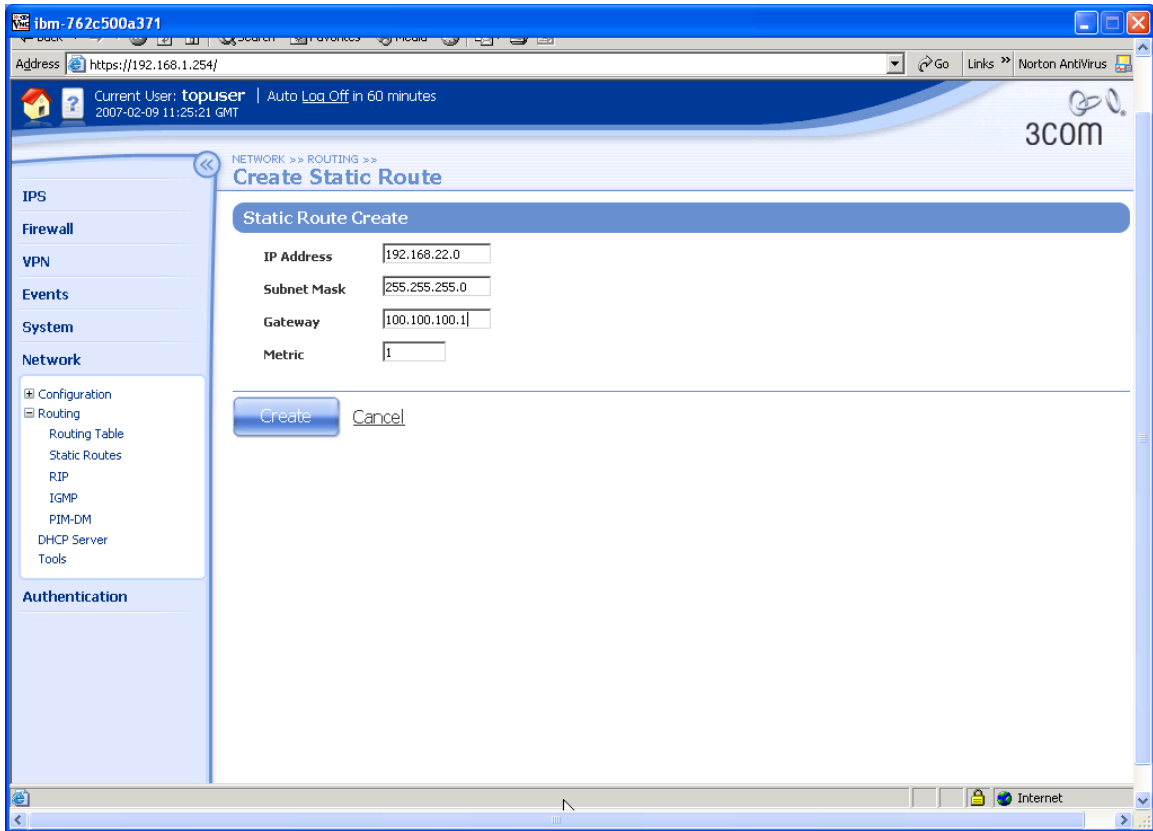 ibm-762c500a371
Back Search Favorites Media
Address https://192.168.1.254/ Go Links » Norton AntiVirus
Current User: topuser | Auto Log Off in 60 minutes
2007-02-09 11:25:21 GMT
3COM
NETWORK >> ROUTING >>
Create Static Route
IPS
Firewall
VPN
Events
System
Network
Configuration
Routing
Routing Table
Static Routes
RIP
IGMP
PIM-DM
DHCP Server
Tools
Authentication
Static Route Create
IP Address 192.168.22.0
Subnet Mask 255.255.255.0
Gateway 100.100.100.1
Metric 1
Create Cancel
Internet